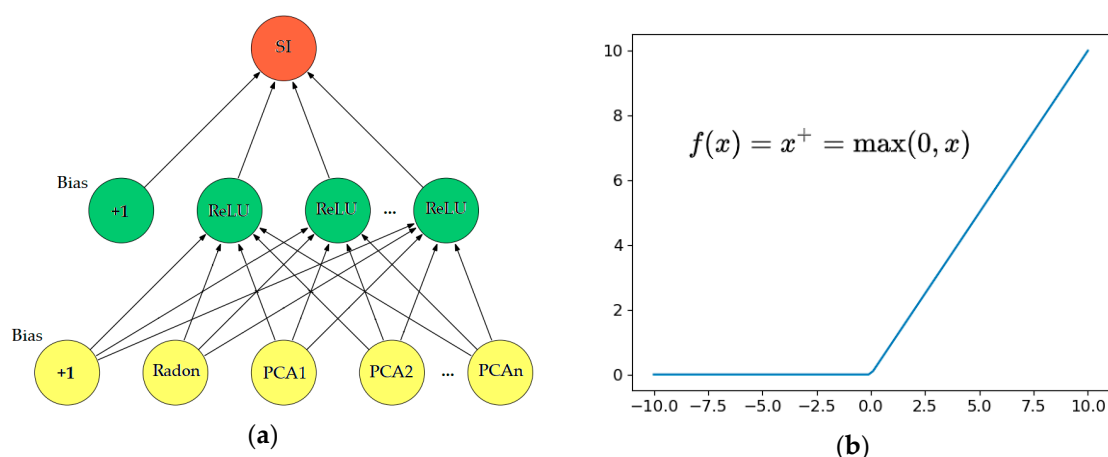 SI
Bias
+1
ReLU
ReLU
...
ReLU
Bias
+1
Radon
PCA1
PCA2
...
PCAn
(a)
10
8
6
4
2
0
f(x) = x⁺ = max(0, x)
−10.0 −7.5 −5.0 −2.5 0.0 2.5 5.0 7.5 10.0
(b)